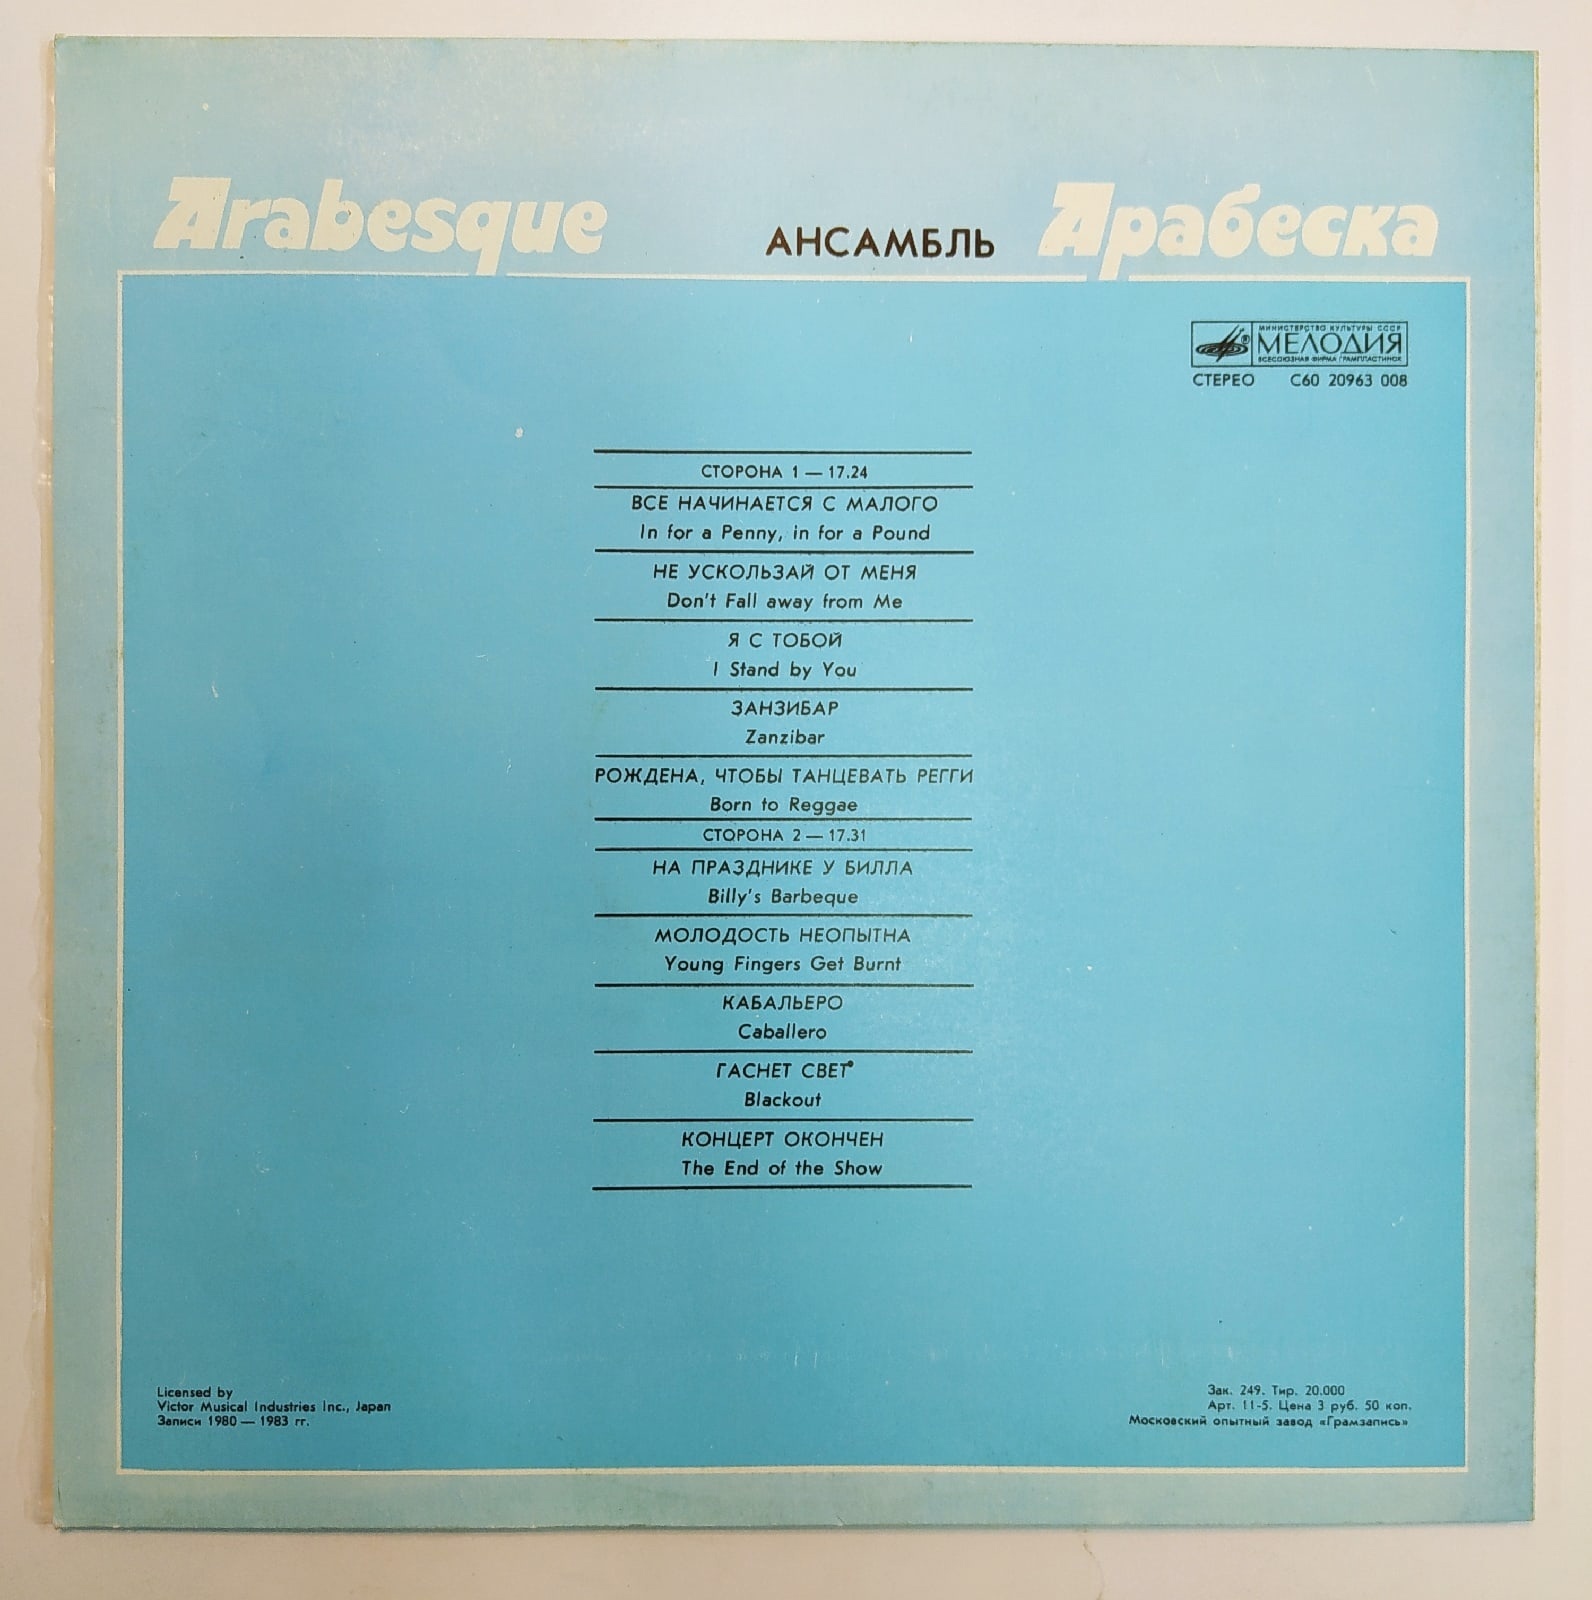 Arabesque АНСАМБЛЬ Арабеска
МИНИСТЕРСТВО КУЛЬТУРЫ СССР
МЕЛОДИЯ
ВСЕСОЮЗНАЯ ФИРМА ГРАМПЛАСТИНОК
СТЕРЕО С60 20963 008
СТОРОНА 1 — 17.24
ВСЕ НАЧИНАЕТСЯ С МАЛОГО
In for a Penny, in for a Pound
НЕ УСКОЛЬЗАЙ ОТ МЕНЯ
Don't Fall away from Me
Я С ТОБОЙ
I Stand by You
ЗАНЗИБАР
Zanzibar
РОЖДЕНА, ЧТОБЫ ТАНЦЕВАТЬ РЕГГИ
Born to Reggae
СТОРОНА 2 — 17.31
НА ПРАЗДНИКЕ У БИЛЛА
Billy's Barbeque
МОЛОДОСТЬ НЕОПЫТНА
Young Fingers Get Burnt
КАБАЛЬЕРО
Caballero
ГАСНЕТ СВЕТ
Blackout
КОНЦЕРТ ОКОНЧЕН
The End of the Show
Licensed by
Victor Musical Industries Inc., Japan
Записи 1980 — 1983 гг.
Зак. 249. Тир. 20.000
Арт. 11-5. Цена 3 руб. 50 коп.
Московский опытный завод «Грамзапись»